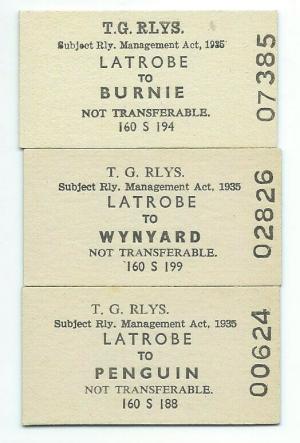 T.G. RLYS.
Subject Rly. Management Act, 1935
LATROBE
TO
BURNIE
NOT TRANSFERABLE.
160 S 194
07385
T. G. RLYS.
Subject Rly. Management Act, 1935
LATROBE
TO
WYNYARD
NOT TRANSFERABLE.
160 S 199
02826
T. G. RLYS.
Subject Rly. Management Act, 1935
LATROBE
TO
PENGUIN
NOT TRANSFERABLE.
160 S 188
00624